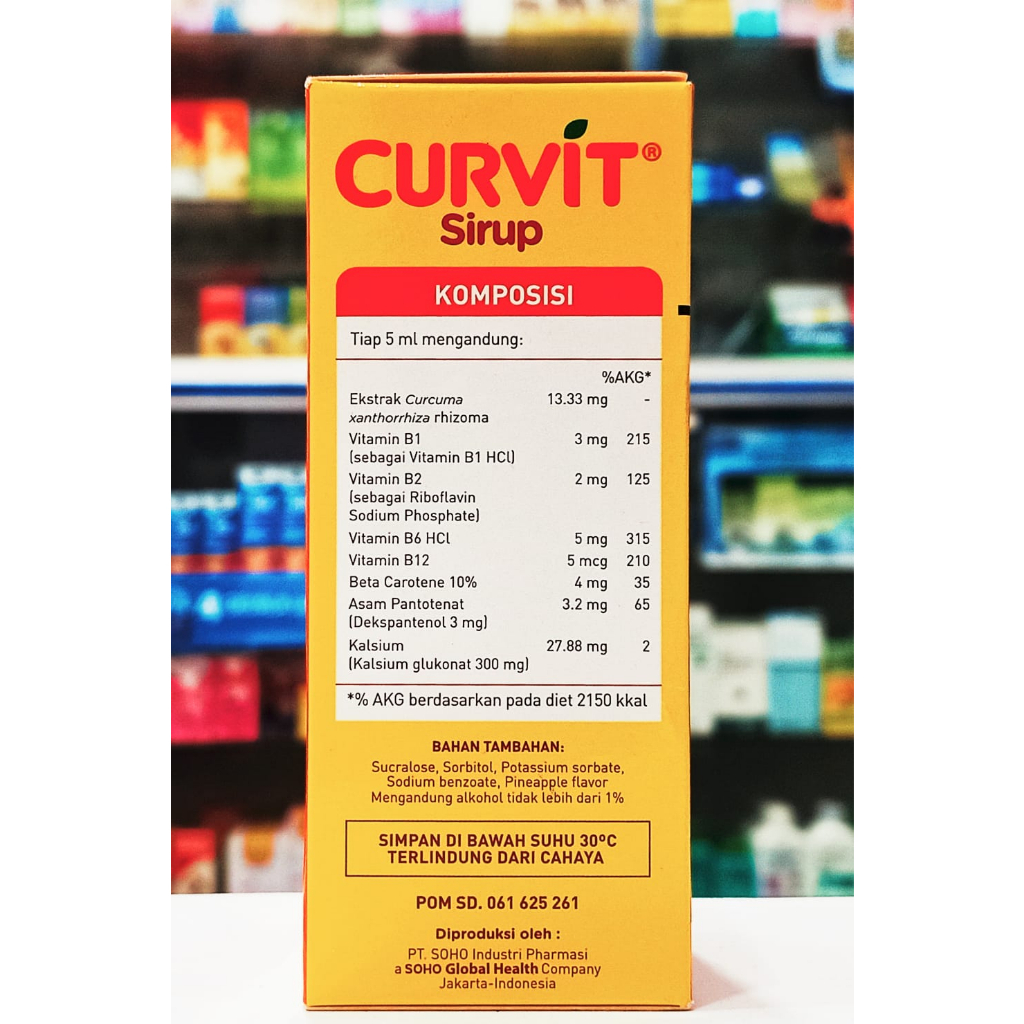 CURVIT®
Sirup
KOMPOSISI
Tiap 5 ml mengandung:
%AKG*
Ekstrak Curcuma 13.33 mg -
xanthorrhiza rhizoma
Vitamin B1 3 mg 215
(sebagai Vitamin B1 HCl)
Vitamin B2 2 mg 125
(sebagai Riboflavin
Sodium Phosphate)
Vitamin B6 HCl 5 mg 315
Vitamin B12 5 mcg 210
Beta Carotene 10% 4 mg 35
Asam Pantotenat 3.2 mg 65
(Dekspantenol 3 mg)
Kalsium 27.88 mg 2
(Kalsium glukonat 300 mg)
*% AKG berdasarkan pada diet 2150 kkal
BAHAN TAMBAHAN:
Sucralose, Sorbitol, Potassium sorbate,
Sodium benzoate, Pineapple flavor
Mengandung alkohol tidak lebih dari 1%
SIMPAN DI BAWAH SUHU 30°C
TERLINDUNG DARI CAHAYA
POM SD. 061 625 261
Diproduksi oleh :
PT. SOHO Industri Pharmasi
a SOHO Global Health Company
Jakarta-Indonesia